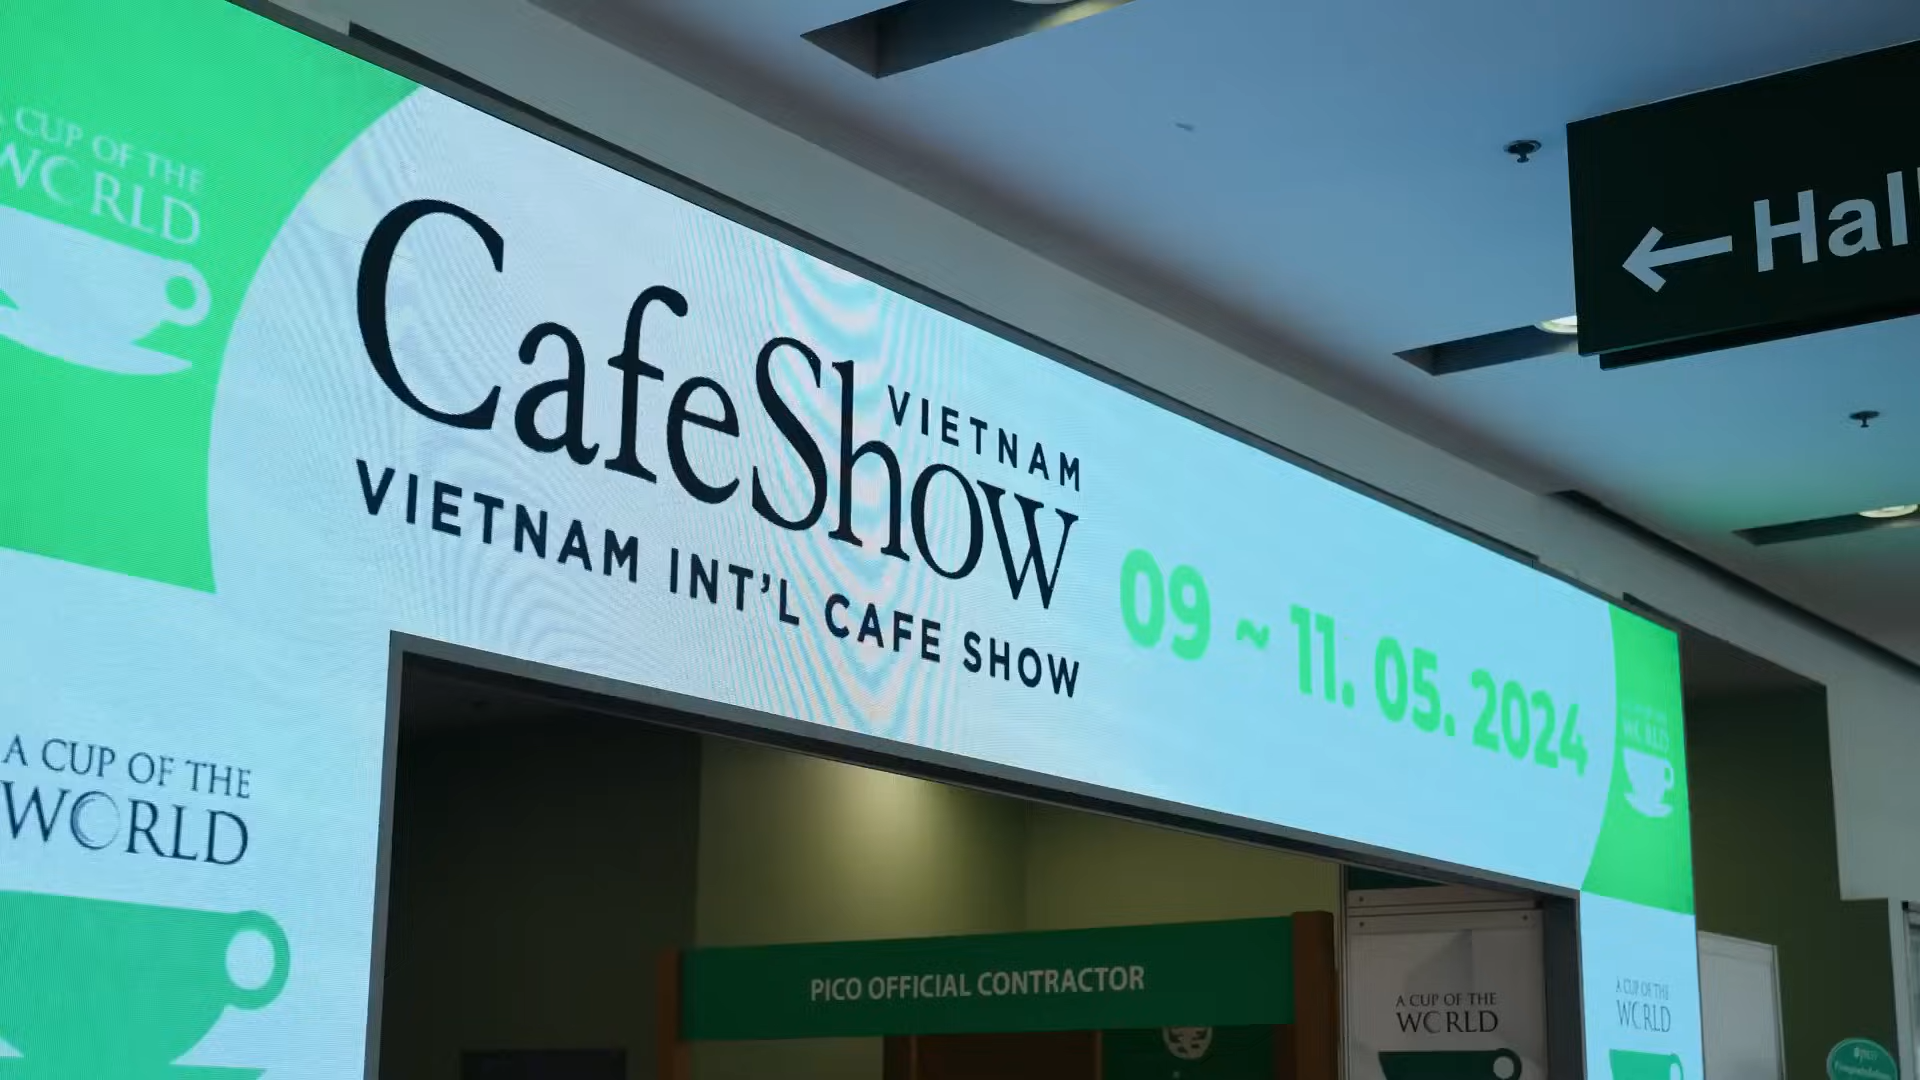 A CUP OF THE
WORLD
Hall
CafeShow
VIETNAM
VIETNAM INT'L CAFE SHOW
09 ~ 11. 05. 2024
WORLD
A CUP OF THE
WORLD
PICO OFFICIAL CONTRACTOR
A CUP OF THE
WORLD
A CUP OF THE
WORLD